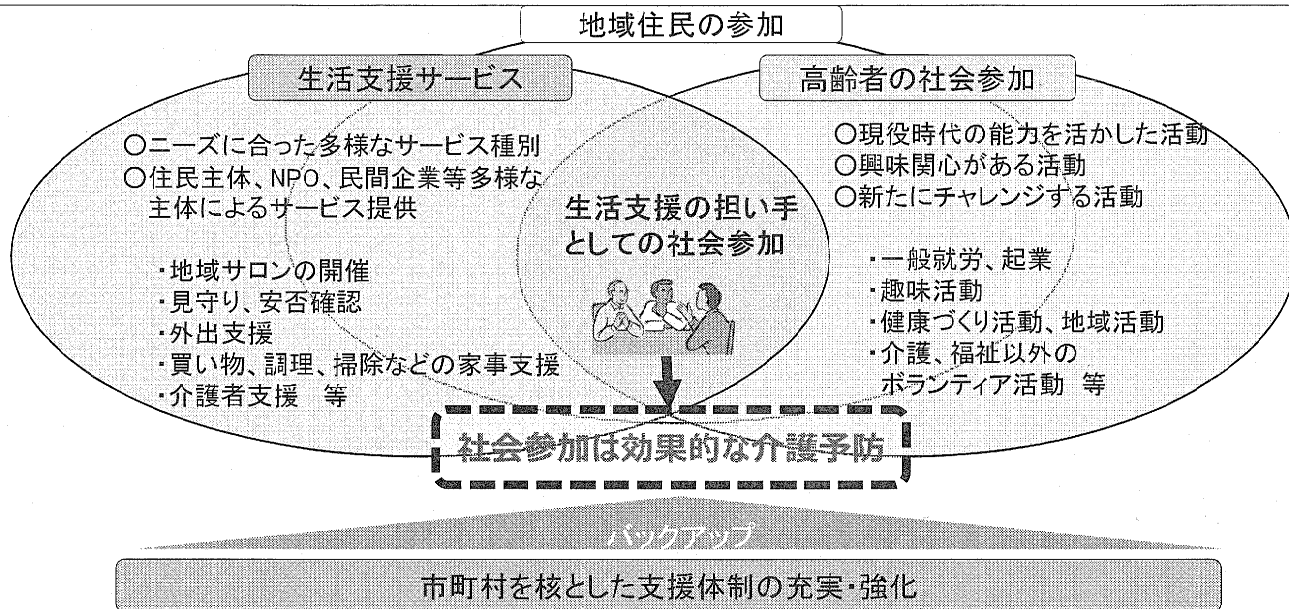 地域住民の参加
生活支援サービス
高齢者の社会参加
○ニーズに合った多様なサービス種別
○住民主体、NPO、民間企業等多様な
主体によるサービス提供
・地域サロンの開催
・見守り、安否確認
・外出支援
・買い物、調理、掃除などの家事支援
・介護者支援　等
生活支援の担い手
としての社会参加
○現役時代の能力を活かした活動
○興味関心がある活動
○新たにチャレンジする活動
・一般就労、起業
・趣味活動
・健康づくり活動、地域活動
・介護、福祉以外の
ボランティア活動　等
社会参加は効果的な介護予防
バックアップ
市町村を核とした支援体制の充実・強化